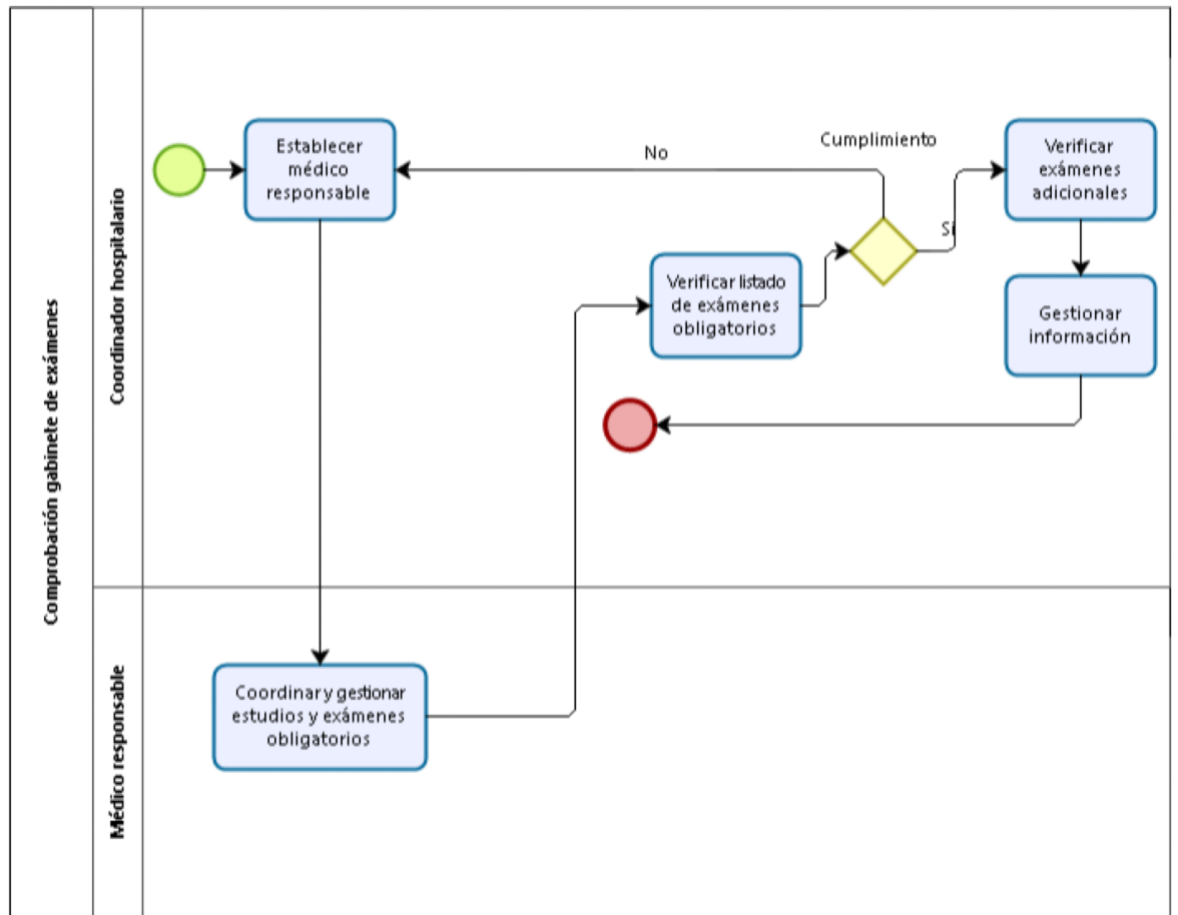 Comprobación gabinete de exámenes
Coordinador hospitalario
Establecer
médico
responsable
No
Cumplimiento
Si
Verificar
exámenes
adicionales
Verificar listado
de exámenes
obligatorios
Gestionar
información
Médico responsable
Coordinar y gestionar
estudios y exámenes
obligatorios